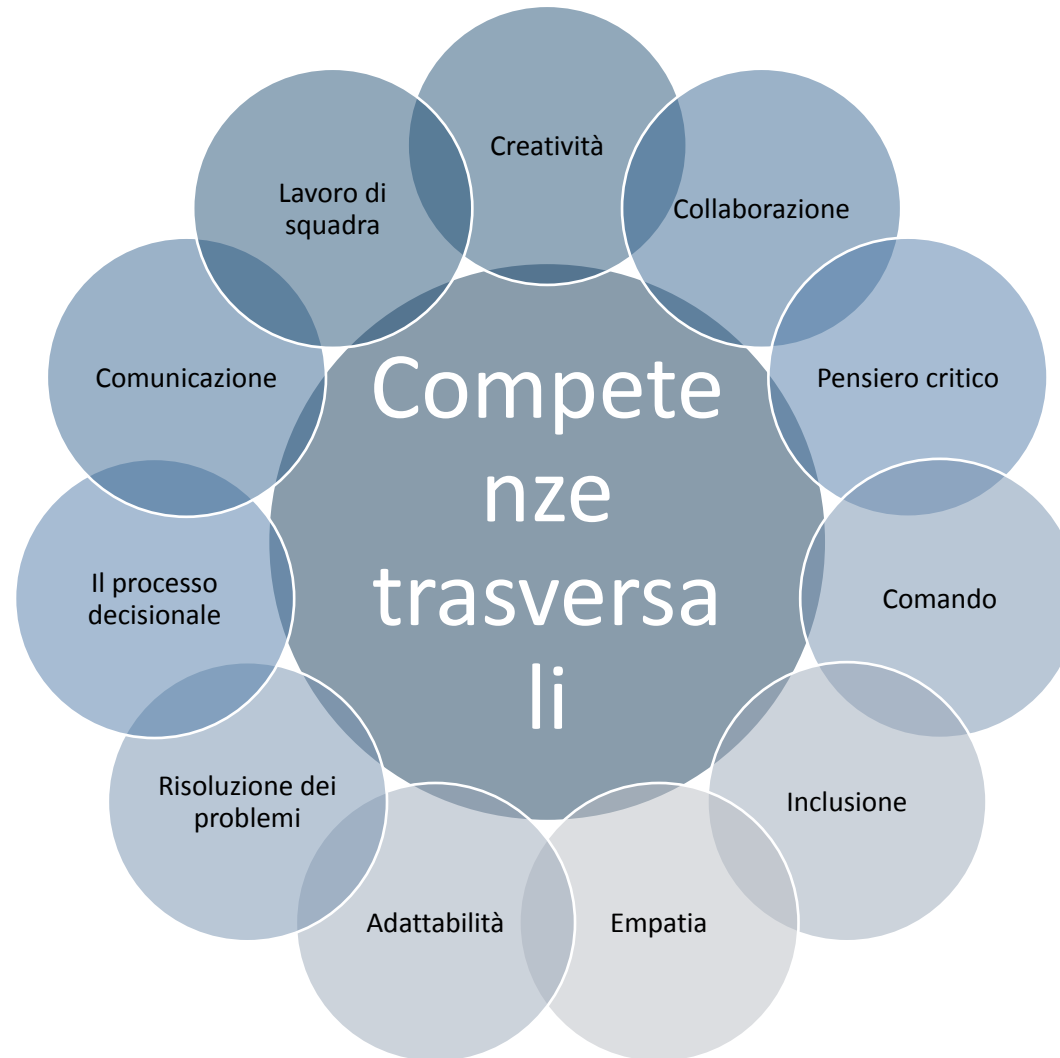 Creatività
Collaborazione
Pensiero critico
Comando
Inclusione
Empatia
Adattabilità
Risoluzione dei
problemi
Il processo
decisionale
Comunicazione
Lavoro di
squadra
Compete
nze
trasversa
li